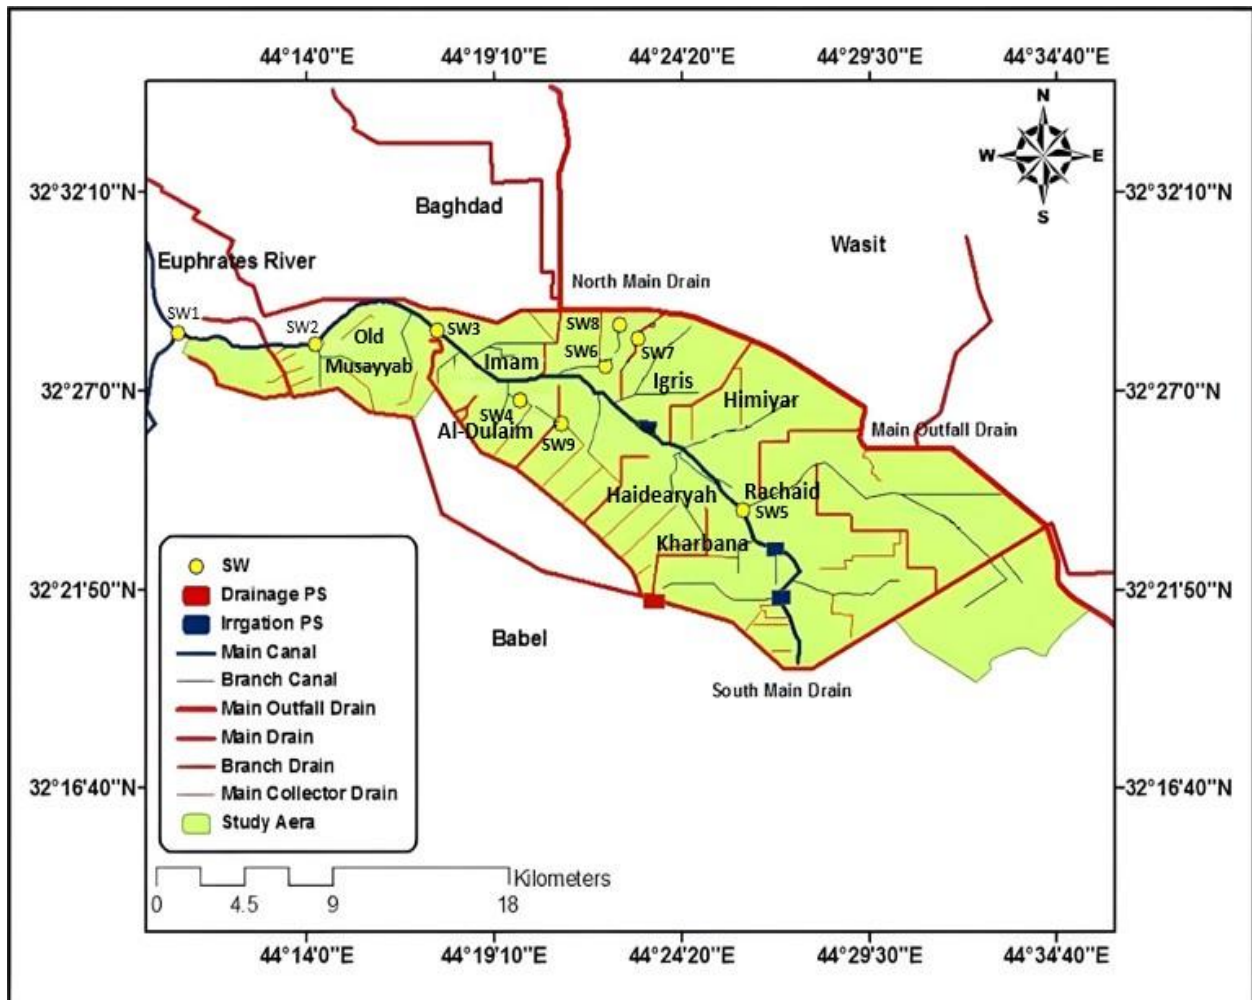 44°14'0"E 44°19'10"E 44°24'20"E 44°29'30"E 44°34'40"E
N
W E
S
32°32'10"N 32°32'10"N
Baghdad
Wasit
Euphrates River
North Main Drain
SW1
SW2
SW3
SW8
Old
Musayyab
Imam
SW6
SW7
Igris
32°27'0"N 32°27'0"N
Himiyar
SW4
Al-Dulaim
SW9
Main Outfall Drain
Haidearyah
Rachaid
SW5
Kharbana
32°21'50"N 32°21'50"N
Babel
South Main Drain
SW
Drainage PS
Irrgation PS
Main Canal
Branch Canal
Main Outfall Drain
Main Drain
Branch Drain
Main Collector Drain
Study Aera
32°16'40"N 32°16'40"N
Kilometers
0 4.5 9 18
44°14'0"E 44°19'10"E 44°24'20"E 44°29'30"E 44°34'40"E